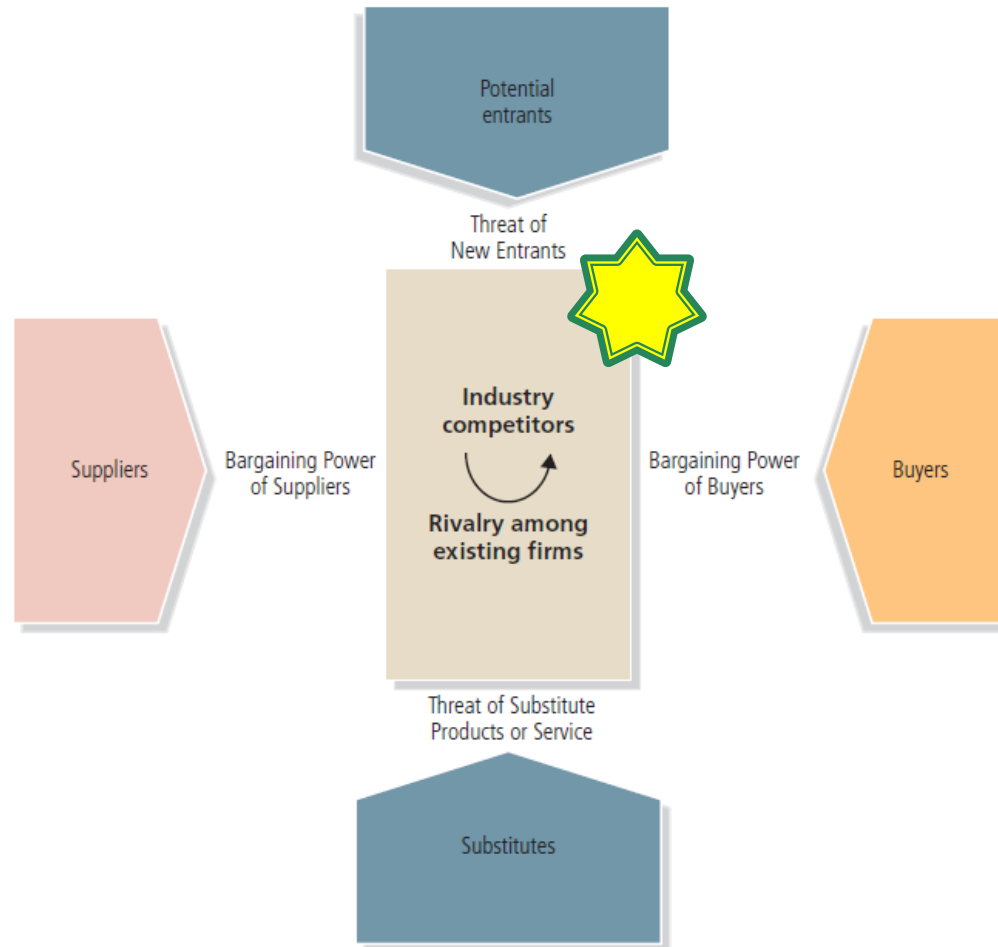 Potential
entrants
Threat of
New Entrants
Industry
competitors
Suppliers
Bargaining Power
of Suppliers
Bargaining Power
of Buyers
Buyers
Rivalry among
existing firms
Threat of Substitute
Products or Service
Substitutes